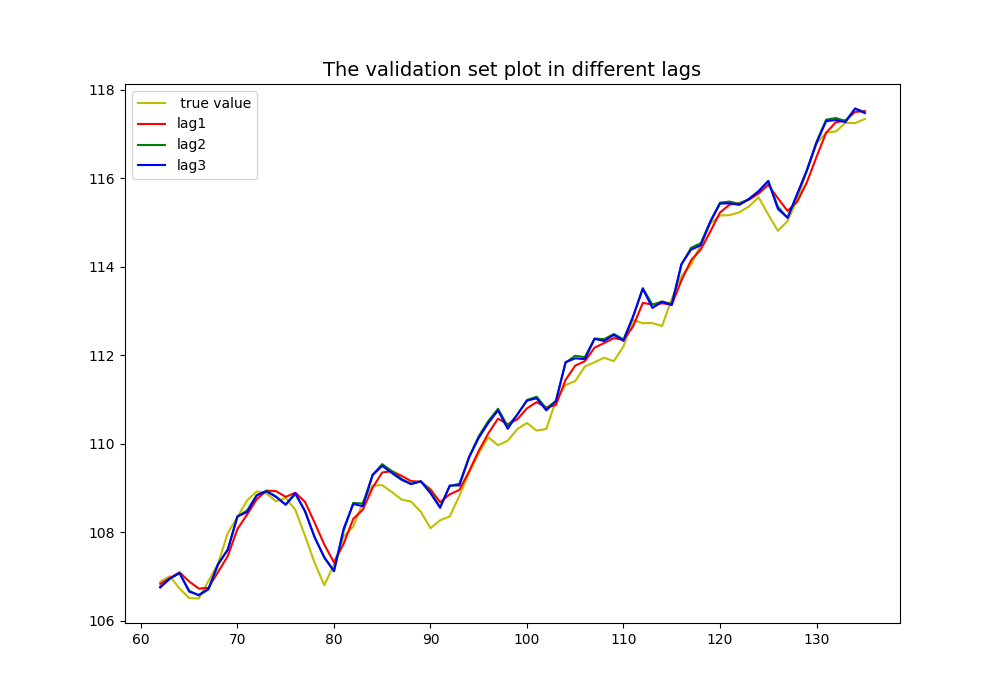 The validation set plot in different lags
118
116
114
112
110
108
106
true value
lag1
lag2
lag3
60 70 80 90 100 110 120 130